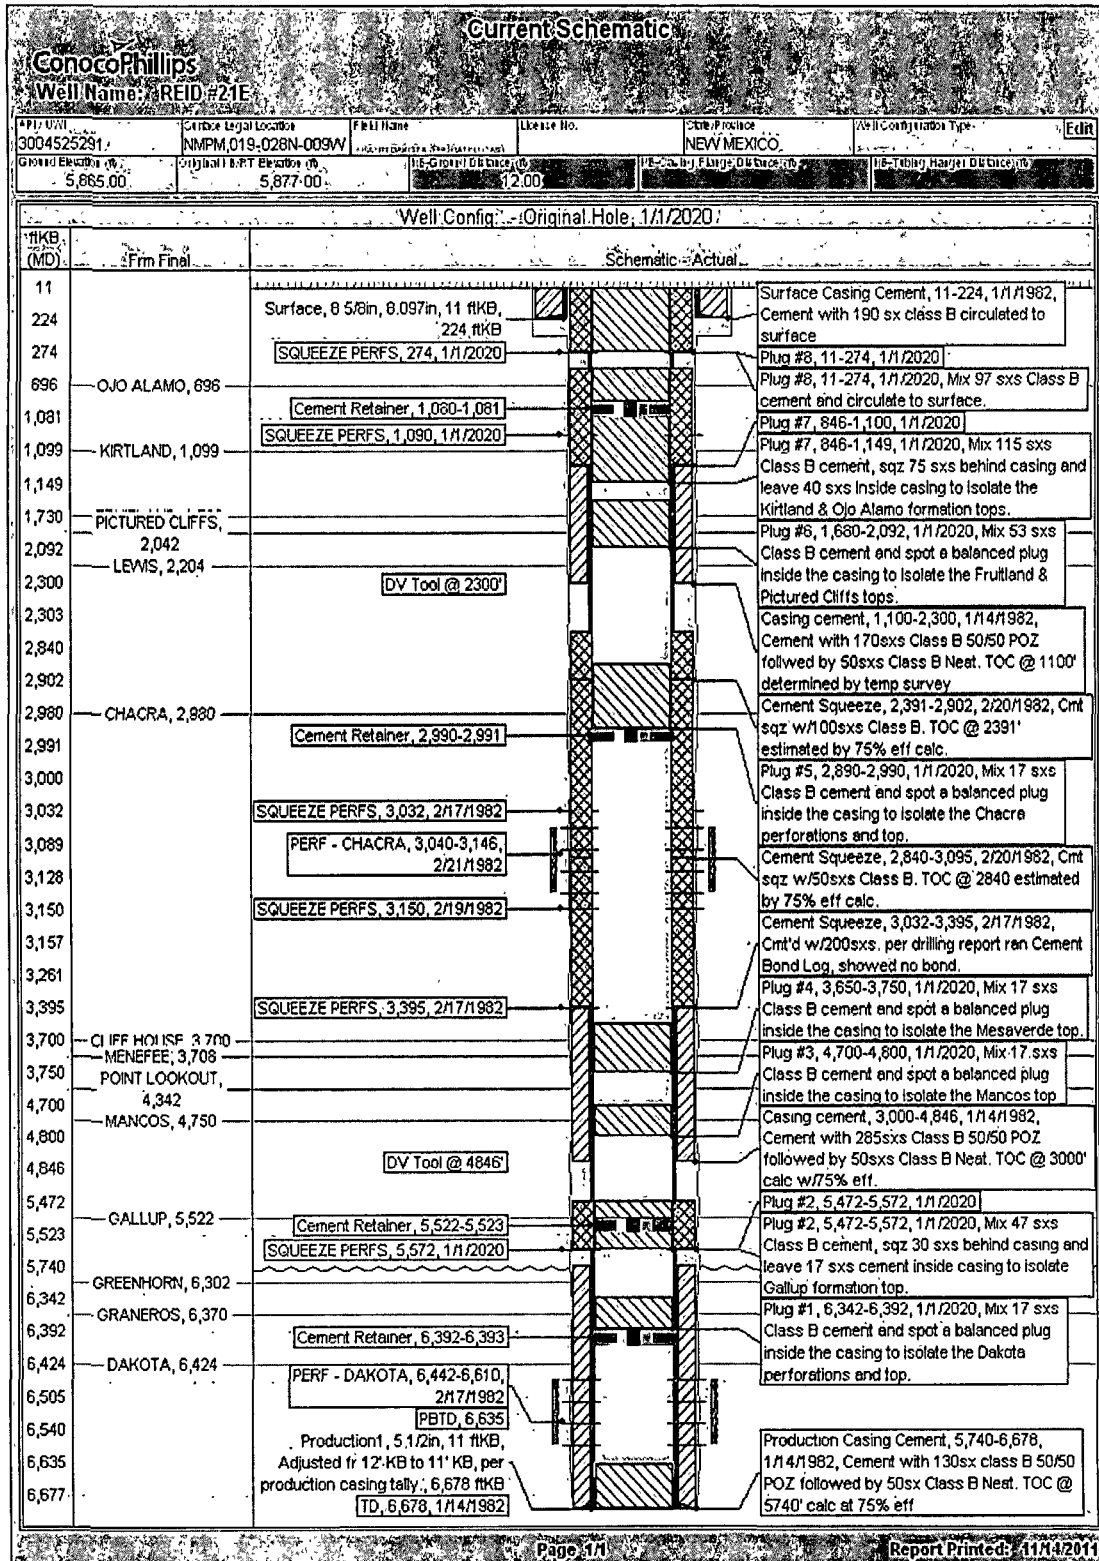 Current Schematic
ConocoPhillips
Well Name: REID #21E
API / UWI
Surface Legal Location
Field Name
License No.
State/Province
Well Configuration Type
Edit
3004525291
NMPM,019-028N-009W
NEW MEXICO
Ground Elevation (ft)
Original KB/RT Elevation (ft)
KB-Ground Distance (ft)
KB-Casing Flange Distance (ft)
KB-Tubing Hanger Distance (ft)
5,865.00
5,877.00
12.00
Well Config: - Original Hole, 1/1/2020
ftKB
(MD)
Frm Final
Schematic - Actual
11
224
274
696
1,081
1,099
1,149
1,730
2,092
2,300
2,303
2,840
2,902
2,980
2,991
3,000
3,032
3,089
3,128
3,150
3,157
3,261
3,395
3,700
3,750
4,700
4,800
4,846
5,472
5,523
5,740
6,342
6,392
6,424
6,505
6,540
6,635
6,677
OJO ALAMO, 696
KIRTLAND, 1,099
PICTURED CLIFFS,
2,042
LEWIS, 2,204
CHACRA, 2,980
CLIFF HOUSE, 3,700
MENEFEE, 3,708
POINT LOOKOUT,
4,342
MANCOS, 4,750
GALLUP, 5,522
GREENHORN, 6,302
GRANEROS, 6,370
DAKOTA, 6,424
Surface, 8 5/8in, 8.097in, 11 ftKB,
224 ftKB
SQUEEZE PERFS, 274, 1/1/2020
Cement Retainer, 1,080-1,081
SQUEEZE PERFS, 1,090, 1/1/2020
DV Tool @ 2300'
Cement Retainer, 2,990-2,991
SQUEEZE PERFS, 3,032, 2/17/1982
PERF - CHACRA, 3,040-3,146,
2/21/1982
SQUEEZE PERFS, 3,150, 2/19/1982
SQUEEZE PERFS, 3,395, 2/17/1982
DV Tool @ 4846'
Cement Retainer, 5,522-5,523
SQUEEZE PERFS, 5,572, 1/1/2020
Cement Retainer, 6,392-6,393
PERF - DAKOTA, 6,442-6,610,
2/17/1982
PBTD, 6,635
Production1, 5 1/2in, 11 ftKB,
Adjusted fr 12' KB to 11' KB, per
production casing tally., 6,678 ftKB
TD, 6,678, 1/14/1982
Surface Casing Cement, 11-224, 1/1/1982,
Cement with 190 sx class B circulated to
surface
Plug #8, 11-274, 1/1/2020
Plug #8, 11-274, 1/1/2020, Mix 97 sxs Class B
cement and circulate to surface.
Plug #7, 846-1,100, 1/1/2020
Plug #7, 846-1,149, 1/1/2020, Mix 115 sxs
Class B cement, sqz 75 sxs behind casing and
leave 40 sxs inside casing to isolate the
Kirtland & Ojo Alamo formation tops.
Plug #6, 1,680-2,092, 1/1/2020, Mix 53 sxs
Class B cement and spot a balanced plug
inside the casing to isolate the Fruitland &
Pictured Cliffs tops.
Casing cement, 1,100-2,300, 1/14/1982,
Cement with 170sxs Class B 50/50 POZ
follwed by 50sxs Class B Neat. TOC @ 1100'
determined by temp survey
Cement Squeeze, 2,391-2,902, 2/20/1982, Cmt
sqz w/100sxs Class B. TOC @ 2391'
estimated by 75% eff calc.
Plug #5, 2,890-2,990, 1/1/2020, Mix 17 sxs
Class B cement and spot a balanced plug
inside the casing to isolate the Chacra
perforations and top.
Cement Squeeze, 2,840-3,095, 2/20/1982, Cmt
sqz w/50sxs Class B. TOC @ 2840 estimated
by 75% eff calc.
Cement Squeeze, 3,032-3,395, 2/17/1982,
Cmt'd w/200sxs. per drilling report ran Cement
Bond Log, showed no bond.
Plug #4, 3,650-3,750, 1/1/2020, Mix 17 sxs
Class B cement and spot a balanced plug
inside the casing to isolate the Mesaverde top.
Plug #3, 4,700-4,800, 1/1/2020, Mix 17 sxs
Class B cement and spot a balanced plug
inside the casing to isolate the Mancos top
Casing cement, 3,000-4,846, 1/14/1982,
Cement with 285sxs Class B 50/50 POZ
followed by 50sxs Class B Neat. TOC @ 3000'
calc w/75% eff.
Plug #2, 5,472-5,572, 1/1/2020
Plug #2, 5,472-5,572, 1/1/2020, Mix 47 sxs
Class B cement, sqz 30 sxs behind casing and
leave 17 sxs cement inside casing to isolate
Gallup formation top.
Plug #1, 6,342-6,392, 1/1/2020, Mix 17 sxs
Class B cement and spot a balanced plug
inside the casing to isolate the Dakota
perforations and top.
Production Casing Cement, 5,740-6,678,
1/14/1982, Cement with 130sx class B 50/50
POZ followed by 50sx Class B Neat. TOC @
5740' calc at 75% eff
Page 1/1
Report Printed: 11/14/2011